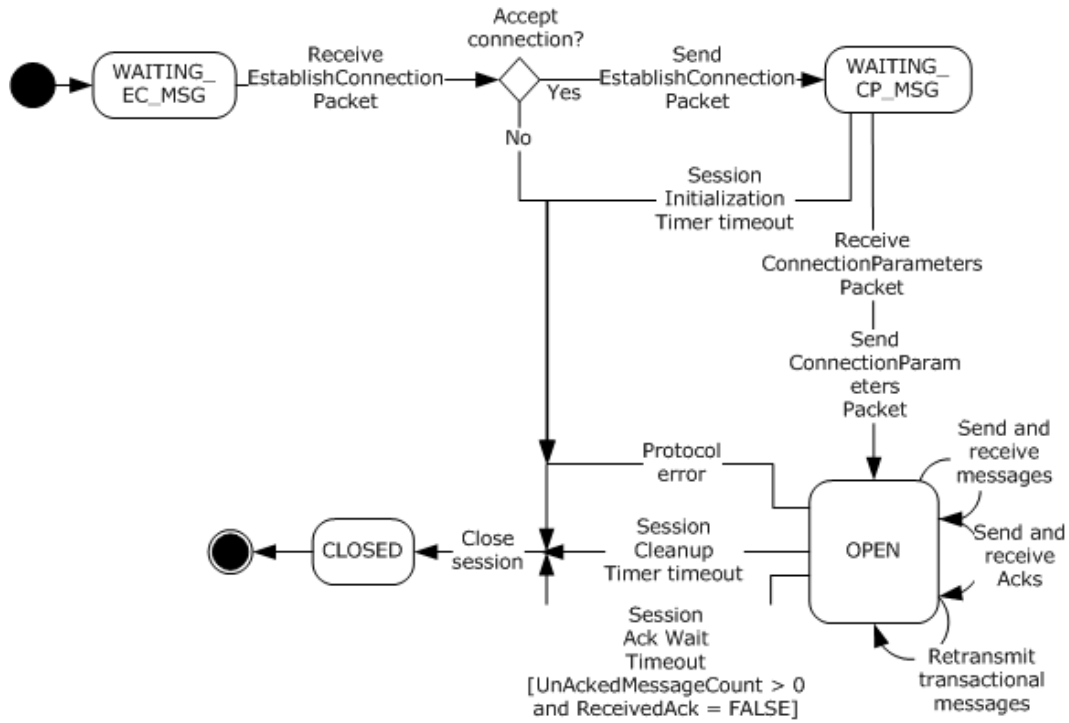 Accept
connection?
WAITING_
EC_MSG
Receive
EstablishConnection
Packet
Yes
Send
EstablishConnection
Packet
WAITING_
CP_MSG
No
Session
Initialization
Timer timeout
Receive
ConnectionParameters
Packet
Send
ConnectionParam
eters
Packet
Protocol
error
Send and
receive
messages
CLOSED
Close
session
Session
Cleanup
Timer timeout
OPEN
Send and
receive
Acks
Session
Ack Wait
Timeout
[UnAckedMessageCount > 0
and ReceivedAck = FALSE]
Retransmit
transactional
messages